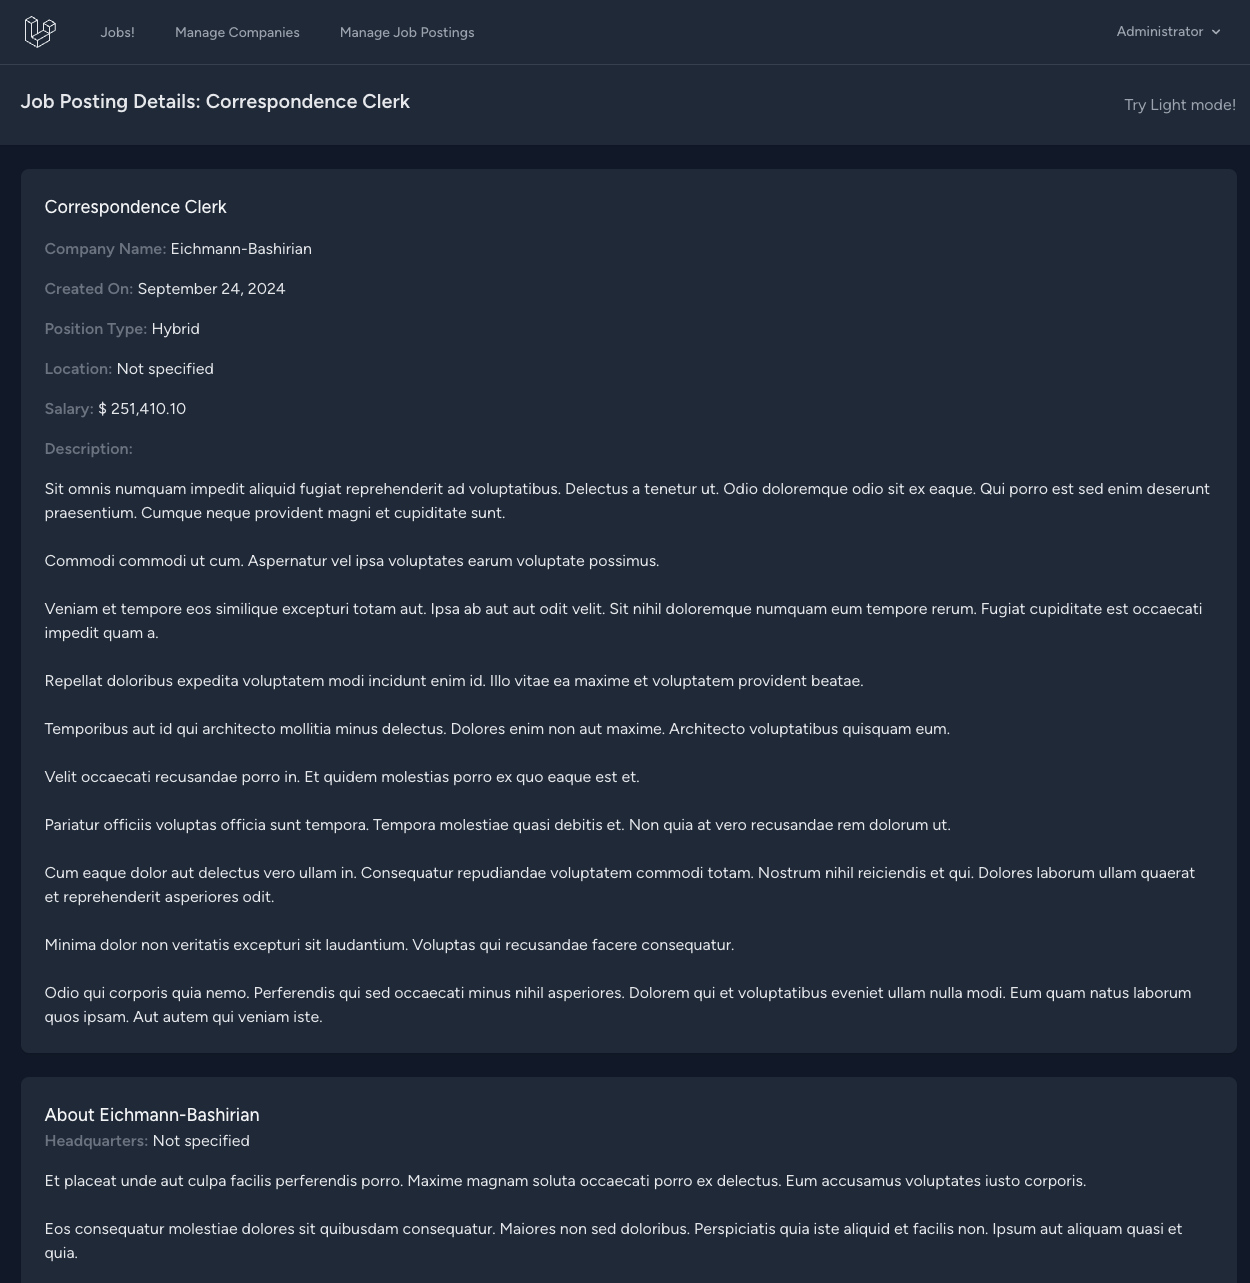 Jobs!
Manage Companies
Manage Job Postings
Administrator
Job Posting Details: Correspondence Clerk
Try Light mode!
Correspondence Clerk
Company Name: Eichmann-Bashirian
Created On: September 24, 2024
Position Type: Hybrid
Location: Not specified
Salary: $ 251,410.10
Description:
Sit omnis numquam impedit aliquid fugiat reprehenderit ad voluptatibus. Delectus a tenetur ut. Odio doloremque odio sit ex eaque. Qui porro est sed enim deserunt
praesentium. Cumque neque provident magni et cupiditate sunt.
Commodi commodi ut cum. Aspernatur vel ipsa voluptates earum voluptate possimus.
Veniam et tempore eos similique excepturi totam aut. Ipsa ab aut aut odit velit. Sit nihil doloremque numquam eum tempore rerum. Fugiat cupiditate est occaecati
impedit quam a.
Repellat doloribus expedita voluptatem modi incidunt enim id. Illo vitae ea maxime et voluptatem provident beatae.
Temporibus aut id qui architecto mollitia minus delectus. Dolores enim non aut maxime. Architecto voluptatibus quisquam eum.
Velit occaecati recusandae porro in. Et quidem molestias porro ex quo eaque est et.
Pariatur officiis voluptas officia sunt tempora. Tempora molestiae quasi debitis et. Non quia at vero recusandae rem dolorum ut.
Cum eaque dolor aut delectus vero ullam in. Consequatur repudiandae voluptatem commodi totam. Nostrum nihil reiciendis et qui. Dolores laborum ullam quaerat
et reprehenderit asperiores odit.
Minima dolor non veritatis excepturi sit laudantium. Voluptas qui recusandae facere consequatur.
Odio qui corporis quia nemo. Perferendis qui sed occaecati minus nihil asperiores. Dolorem qui et voluptatibus eveniet ullam nulla modi. Eum quam natus laborum
quos ipsam. Aut autem qui veniam iste.
About Eichmann-Bashirian
Headquarters: Not specified
Et placeat unde aut culpa facilis perferendis porro. Maxime magnam soluta occaecati porro ex delectus. Eum accusamus voluptates iusto corporis.
Eos consequatur molestiae dolores sit quibusdam consequatur. Maiores non sed doloribus. Perspiciatis quia iste aliquid et facilis non. Ipsum aut aliquam quasi et
quia.